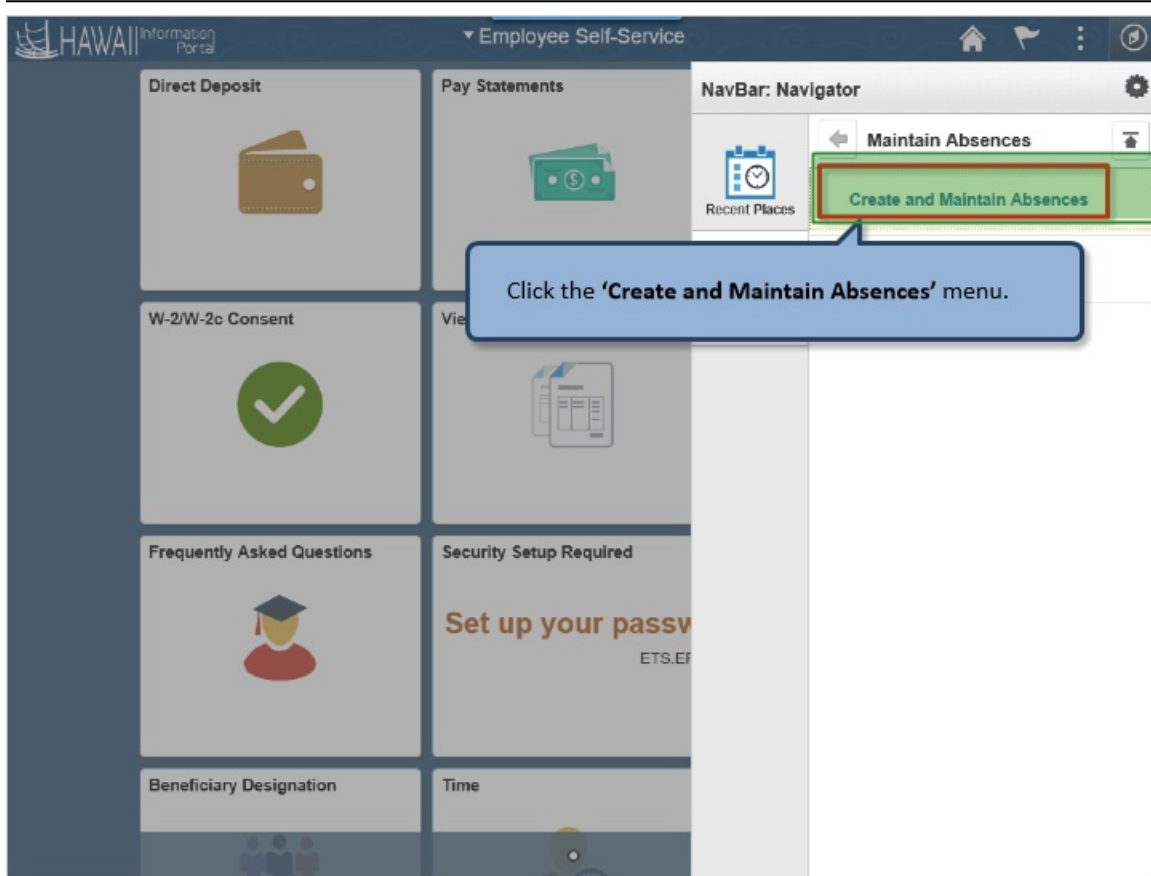 HAWAII Information
Portal
Employee Self-Service
Direct Deposit
Pay Statements
NavBar: Navigator
Maintain Absences
Recent Places
Create and Maintain Absences
Click the ‘Create and Maintain Absences’ menu.
W-2/W-2c Consent
Vie
Frequently Asked Questions
Security Setup Required
Set up your passw
ETS.EF
Beneficiary Designation
Time